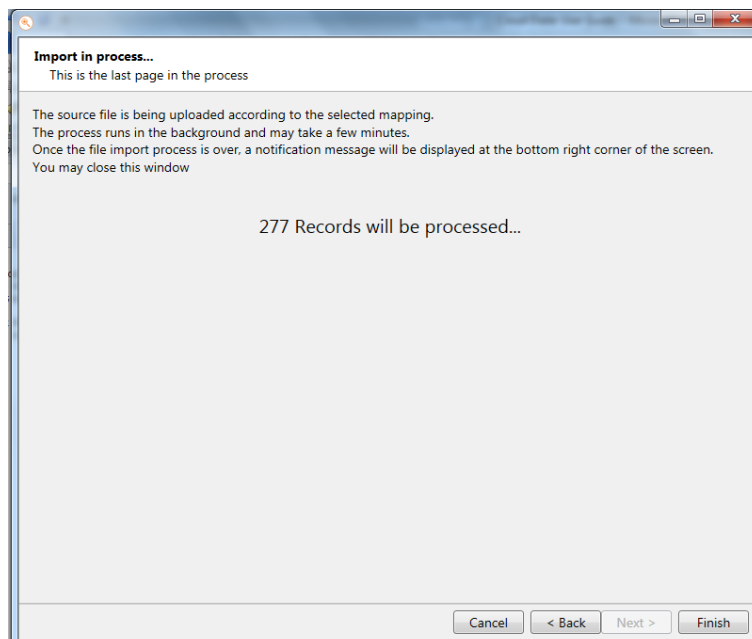 Import in process...
This is the last page in the process
The source file is being uploaded according to the selected mapping.
The process runs in the background and may take a few minutes.
Once the file import process is over, a notification message will be displayed at the bottom right corner of the screen.
You may close this window
277 Records will be processed...
Cancel
< Back
Next >
Finish